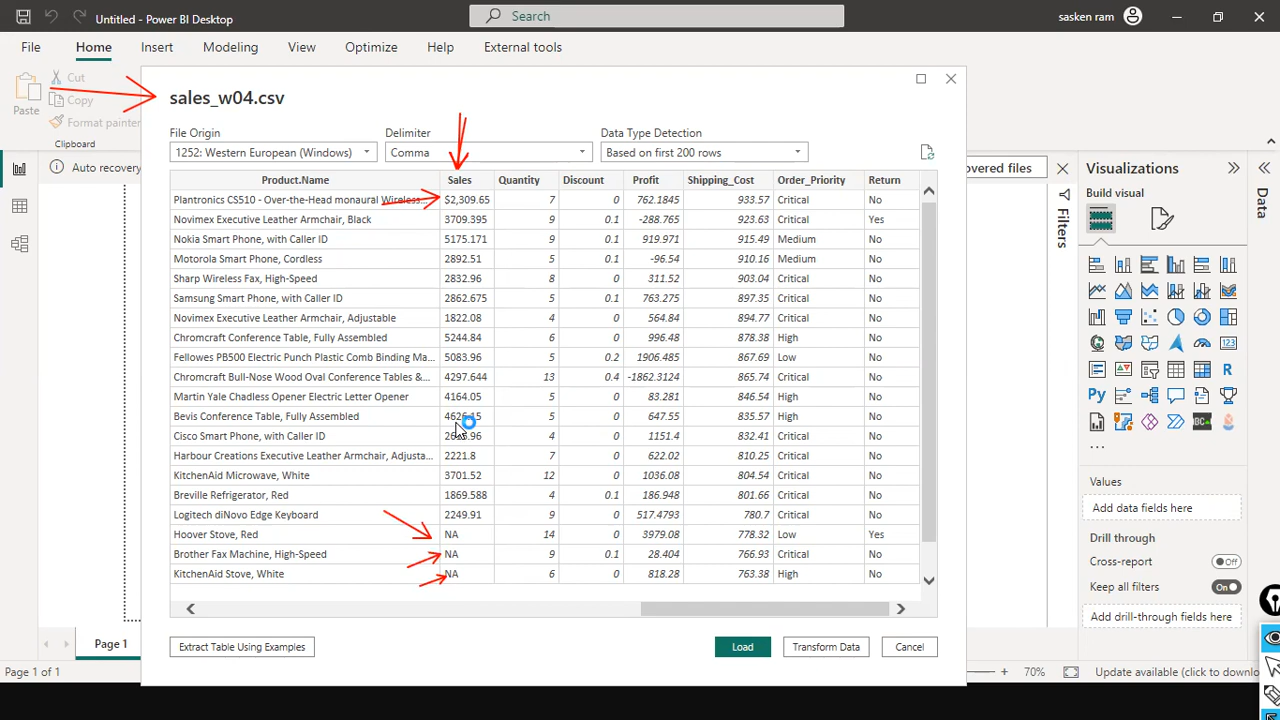 Untitled - Power BI Desktop
Search
sasken ram
File Home Insert Modeling View Optimize Help External tools
Paste
Cut
Copy
Format painter
Clipboard
Auto recovery
overed files
sales_w04.csv
File Origin Delimiter Data Type Detection
1252: Western European (Windows) Comma Based on first 200 rows
Product.Name Sales Quantity Discount Profit Shipping_Cost Order_Priority Return
Plantronics CS510 - Over-the-Head monaural Wireless... $2,309.65 7 0 762.1845 933.57 Critical No
Novimex Executive Leather Armchair, Black 3709.395 9 0.1 -288.765 923.63 Critical Yes
Nokia Smart Phone, with Caller ID 5175.171 9 0.1 919.971 915.49 Medium No
Motorola Smart Phone, Cordless 2892.51 5 0.1 -96.54 910.16 Medium No
Sharp Wireless Fax, High-Speed 2832.96 8 0 311.52 903.04 Critical No
Samsung Smart Phone, with Caller ID 2862.675 5 0.1 763.275 897.35 Critical No
Novimex Executive Leather Armchair, Adjustable 1822.08 4 0 564.84 894.77 Critical No
Chromcraft Conference Table, Fully Assembled 5244.84 6 0 996.48 878.38 High No
Fellowes PB500 Electric Punch Plastic Comb Binding Ma... 5083.96 5 0.2 1906.485 867.69 Low No
Chromcraft Bull-Nose Wood Oval Conference Tables &... 4297.644 13 0.4 -1862.3124 865.74 Critical No
Martin Yale Chadless Opener Electric Letter Opener 4164.05 5 0 83.281 846.54 High No
Bevis Conference Table, Fully Assembled 5 0 647.55 835.57 High No
Cisco Smart Phone, with Caller ID 4 0 1151.4 832.41 Critical No
Harbour Creations Executive Leather Armchair, Adjusta... 2221.8 7 0 622.02 810.25 Critical No
KitchenAid Microwave, White 3701.52 12 0 1036.08 804.54 Critical No
Breville Refrigerator, Red 1869.588 4 0.1 186.948 801.66 Critical No
Logitech diNovo Edge Keyboard 2249.91 9 0 517.4793 780.7 Critical No
Hoover Stove, Red NA 14 0 3979.08 778.32 Low Yes
Brother Fax Machine, High-Speed NA 9 0.1 28.404 766.93 Critical No
KitchenAid Stove, White NA 6 0 818.28 763.38 High No
Extract Table Using Examples Load Transform Data Cancel
Filters
Visualizations
Build visual
123
R
Py
...
Values
Add data fields here
Drill through
Cross-report Off
Keep all filters On
Add drill-through fields here
Data
Page 1
Page 1 of 1
70%
Update available (click to downlo